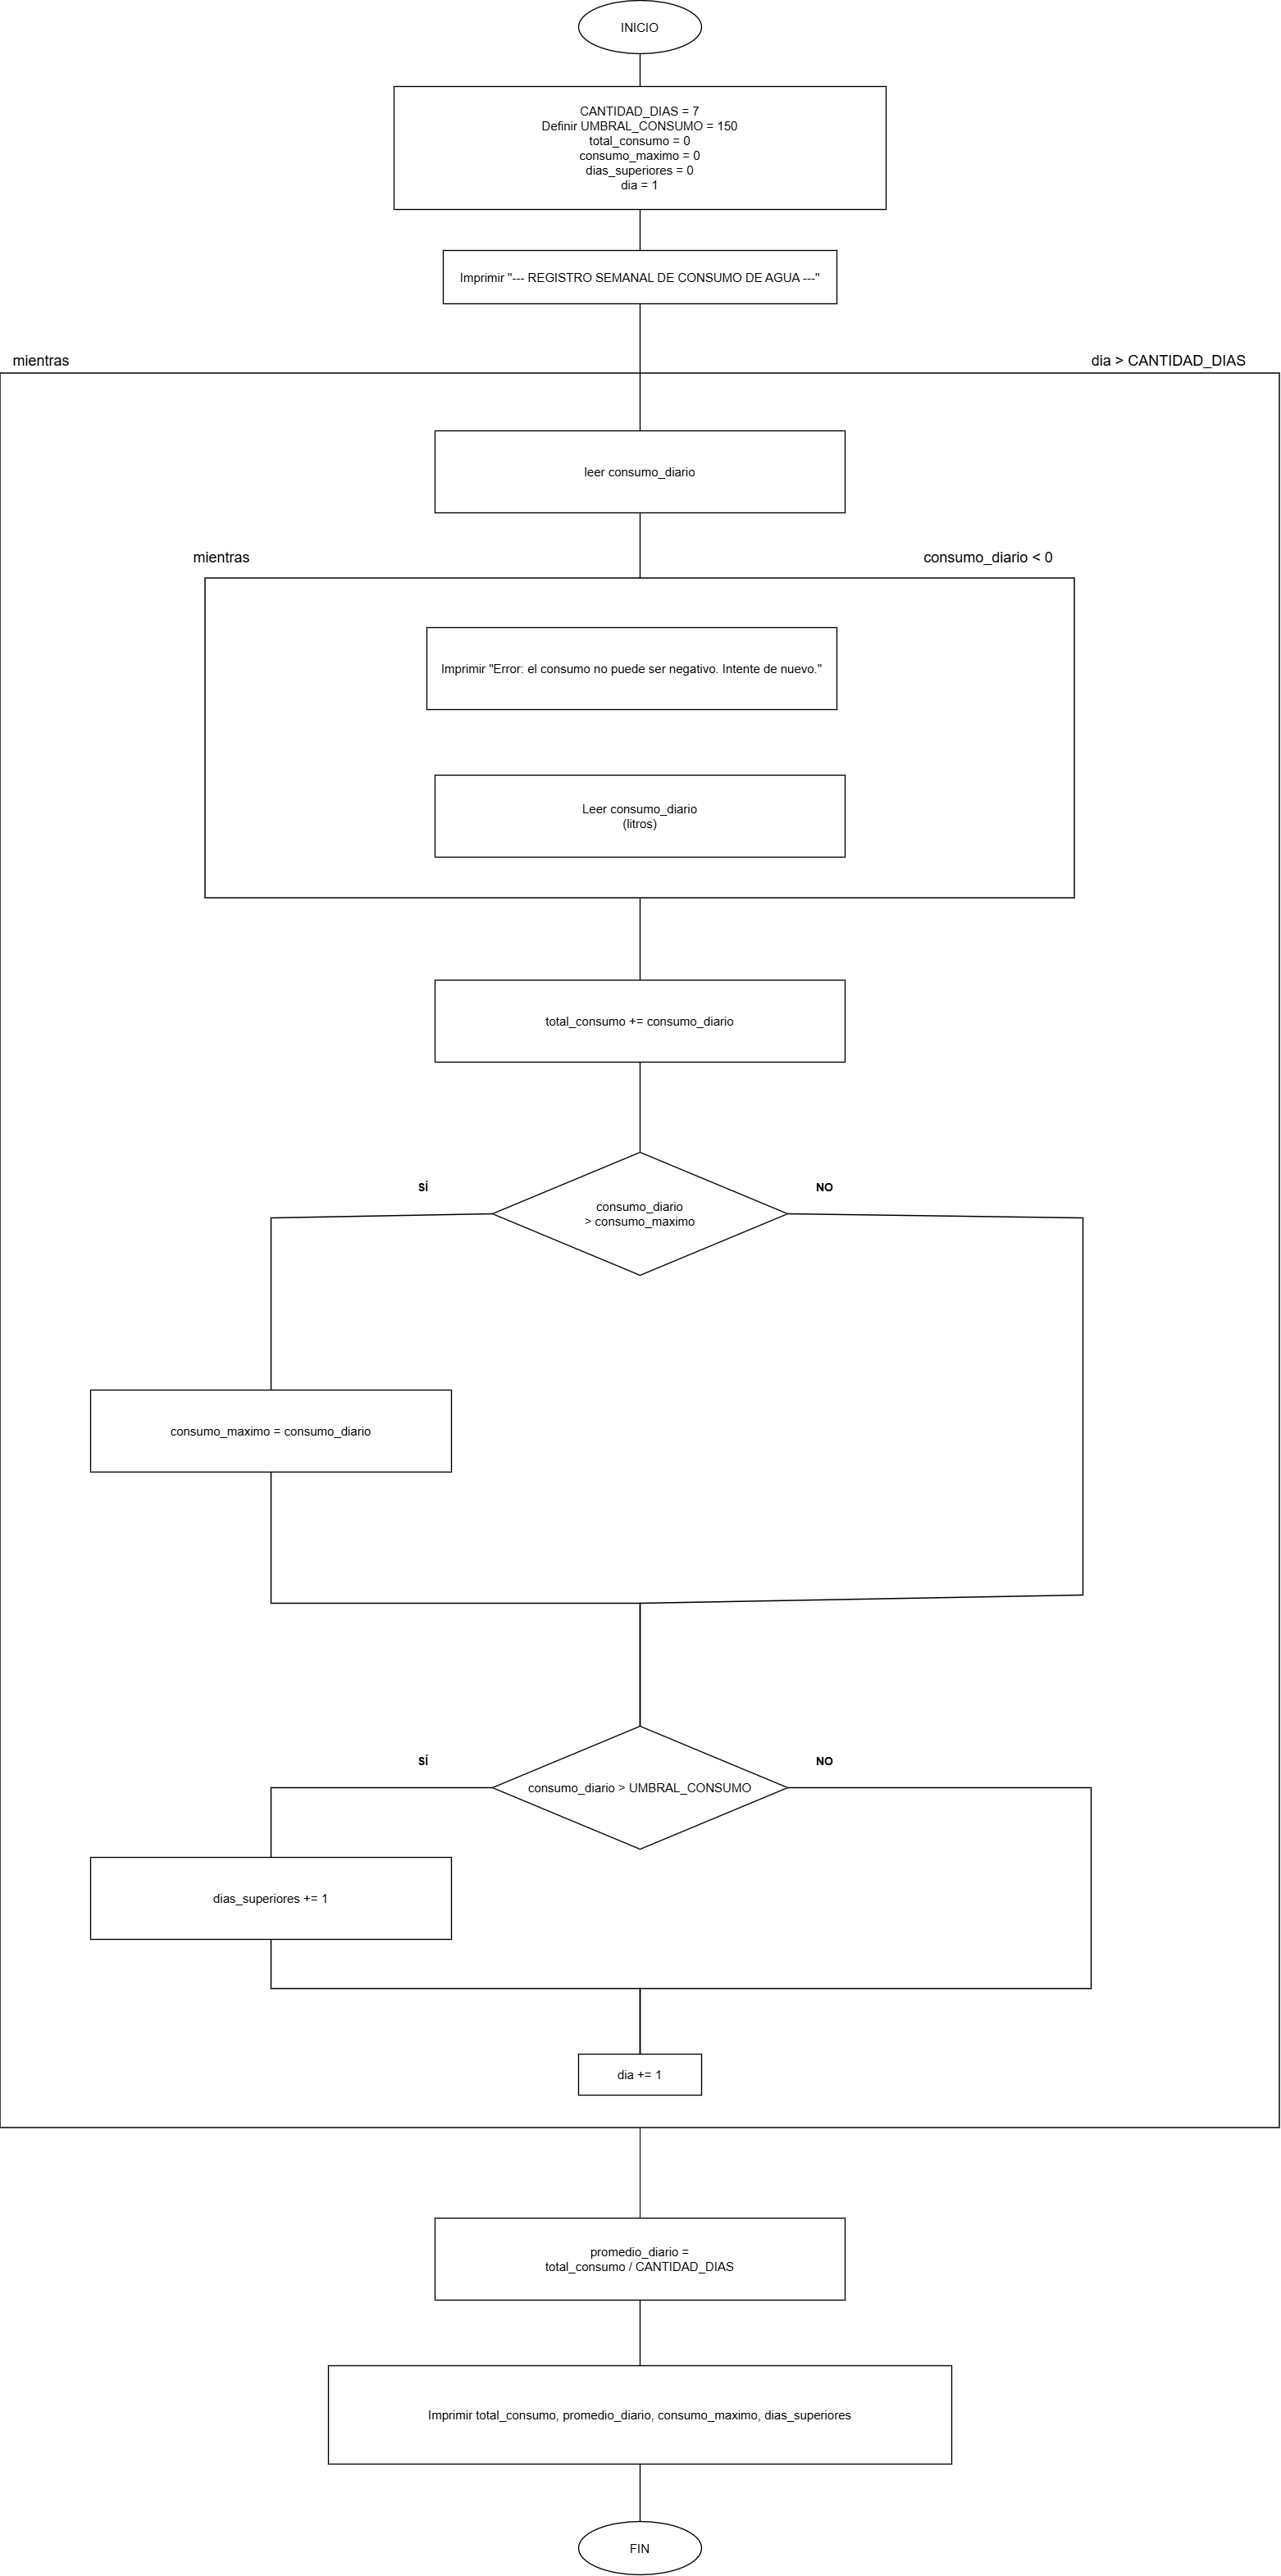 INICIO
CANTIDAD_DIAS = 7
Definir UMBRAL_CONSUMO = 150
total_consumo = 0
consumo_maximo = 0
dias_superiores = 0
dia = 1
Imprimir "--- REGISTRO SEMANAL DE CONSUMO DE AGUA ---"
mientras
dia > CANTIDAD_DIAS
leer consumo_diario
mientras
consumo_diario < 0
Imprimir "Error: el consumo no puede ser negativo. Intente de nuevo."
Leer consumo_diario
(litros)
total_consumo += consumo_diario
SÍ
NO
consumo_diario
> consumo_maximo
consumo_maximo = consumo_diario
SÍ
NO
consumo_diario > UMBRAL_CONSUMO
dias_superiores += 1
dia += 1
promedio_diario =
total_consumo / CANTIDAD_DIAS
Imprimir total_consumo, promedio_diario, consumo_maximo, dias_superiores
FIN